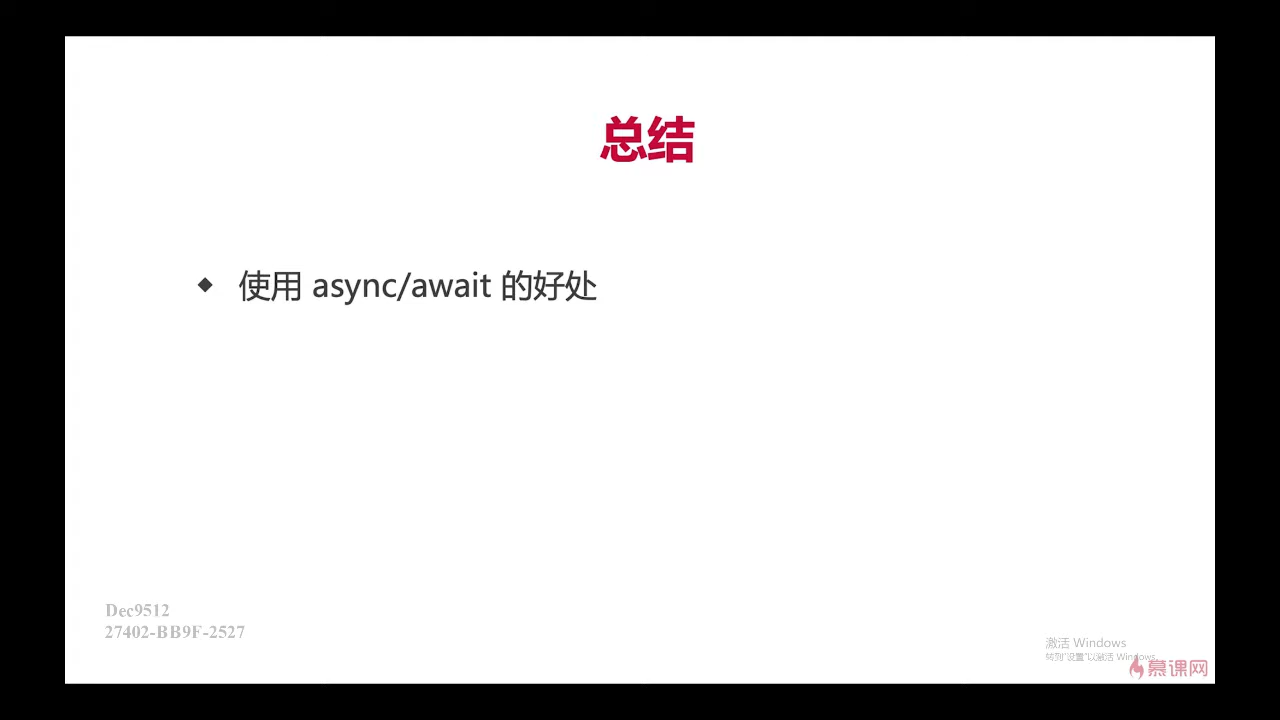 总结
使用 async/await 的好处
Dec9512
27402-BB9F-2527
激活 Windows
转到"设置"以激活 Windows。
慕课网